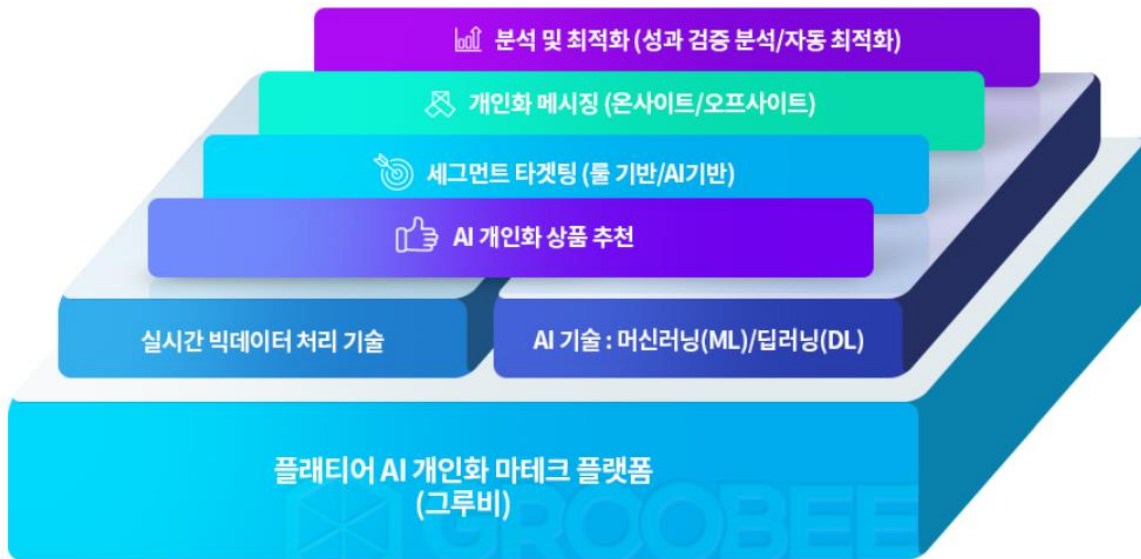 분석 및 최적화 (성과 검증 분석/자동 최적화)
개인화 메시징 (온사이트/오프사이트)
세그먼트 타겟팅 (룰 기반/AI기반)
AI 개인화 상품 추천
실시간 빅데이터 처리 기술
AI 기술 : 머신러닝(ML)/딥러닝(DL)
플래티어 AI 개인화 마테크 플랫폼
(그루비)
GROOBEE